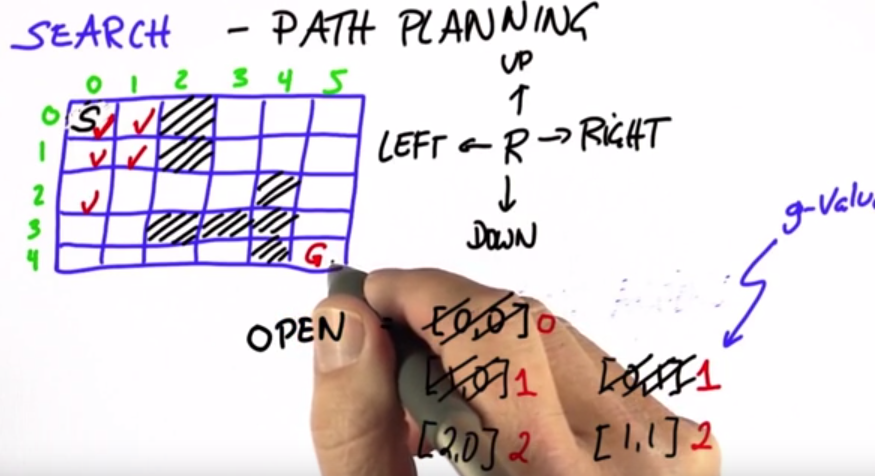 SEARCH - PATH PLANNING
UP
0 1 2 3 4 5
0 S
1
LEFT ← R → RIGHT
2
3
DOWN
4 G
g-Valu
OPEN = [0,0] 0
[1,0] 1 [0,1] 1
[2,0] 2 [1,1] 2